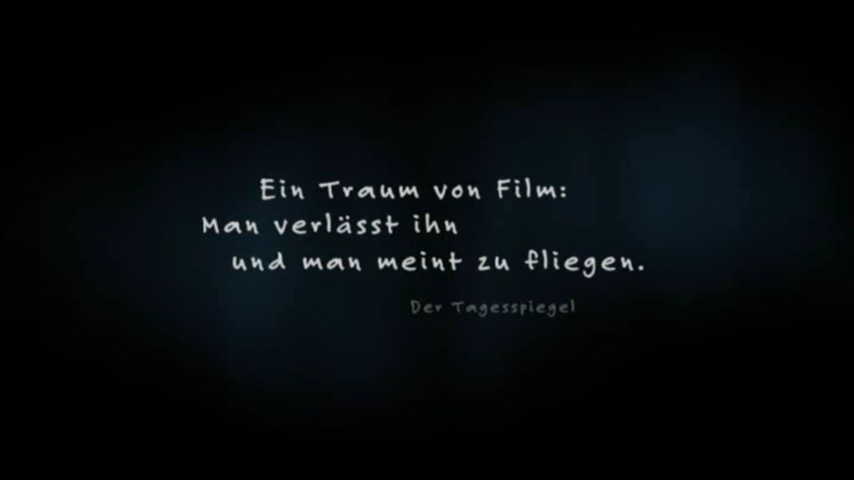 Ein Traum von Film:
Man verlässt ihn
und man meint zu fliegen.
Der Tagesspiegel